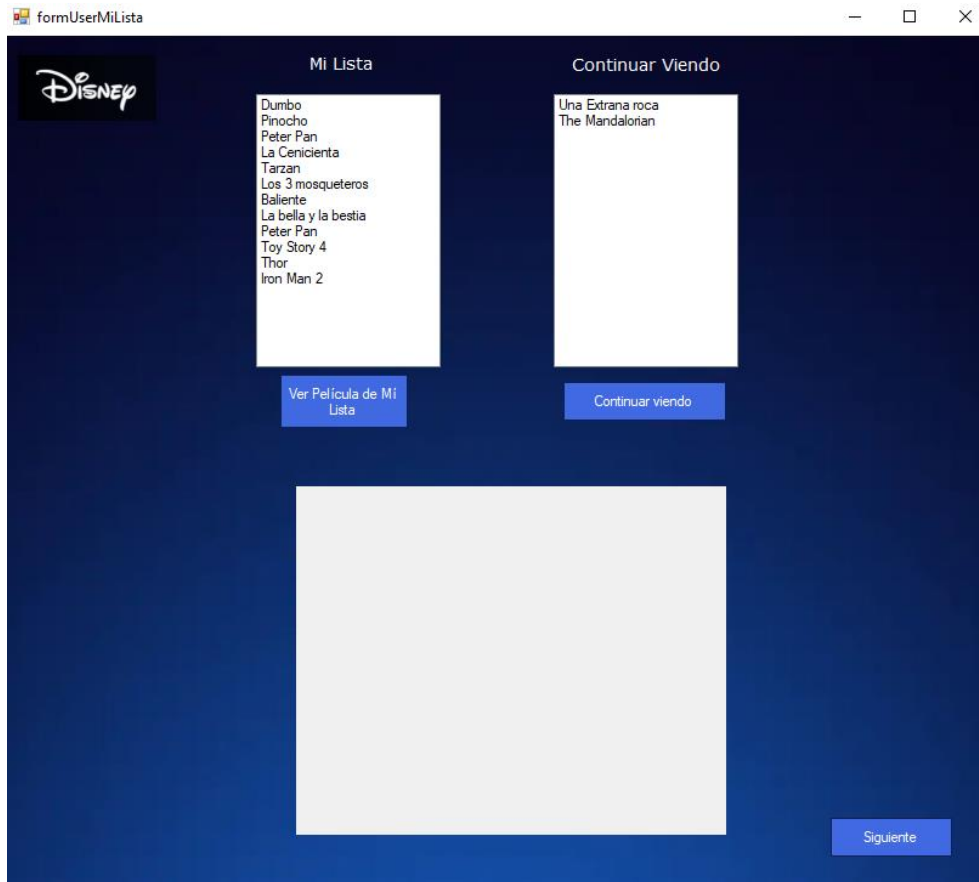 formUserMiLista
Disney
Mi Lista
Continuar Viendo
Dumbo
Pinocho
Peter Pan
La Cenicienta
Tarzan
Los 3 mosqueteros
Baliente
La bella y la bestia
Peter Pan
Toy Story 4
Thor
Iron Man 2
Una Extrana roca
The Mandalorian
Ver Película de Mí
Lista
Continuar viendo
Siguiente